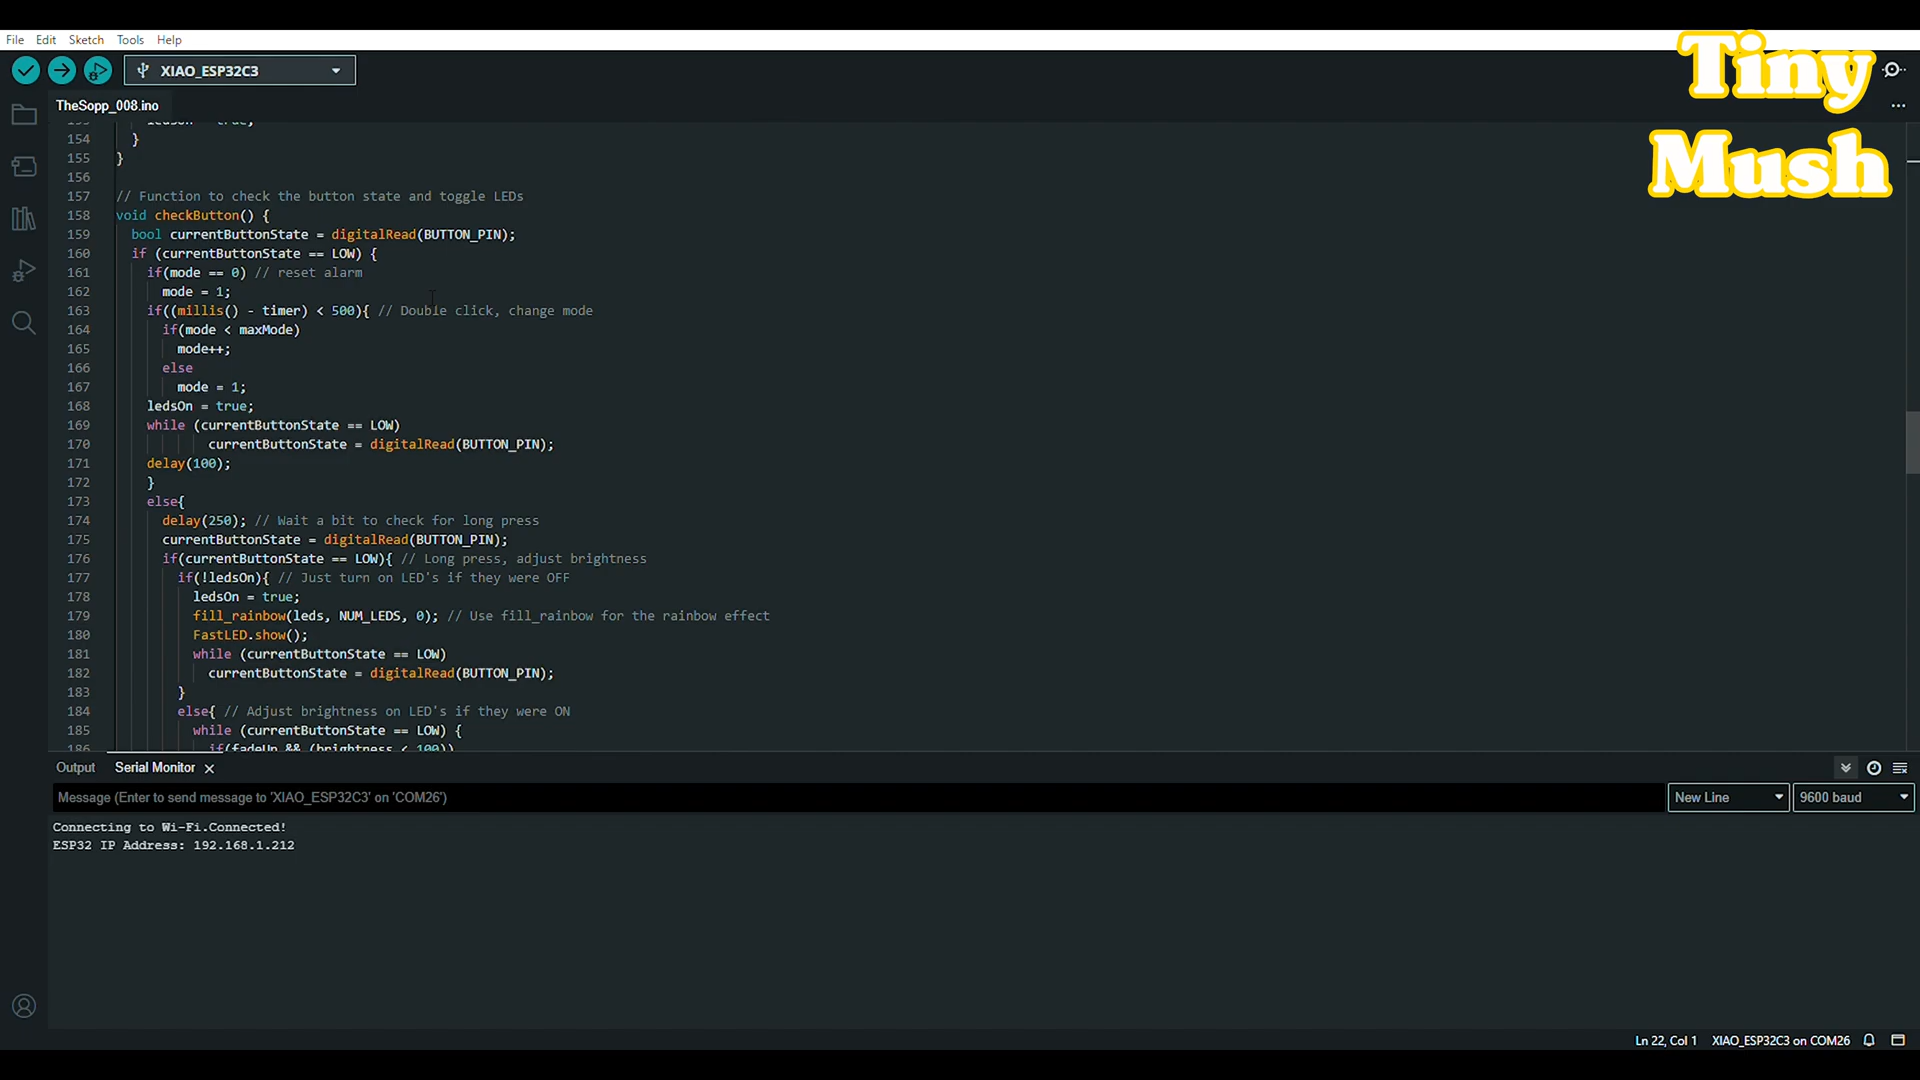 File Edit Sketch Tools Help
XIAO_ESP32C3
Tiny
Mush
TheSopp_008.ino
154 }
155 }
156
157 // Function to check the button state and toggle LEDs
158 void checkButton() {
159 bool currentButtonState = digitalRead(BUTTON_PIN);
160 if (currentButtonState == LOW) {
161 if(mode == 0) // reset alarm
162 mode = 1;
163 if((millis() - timer) < 500){ // Double click, change mode
164 if(mode < maxMode)
165 mode++;
166 else
167 mode = 1;
168 ledsOn = true;
169 while (currentButtonState == LOW)
170 currentButtonState = digitalRead(BUTTON_PIN);
171 delay(100);
172 }
173 else{
174 delay(250); // Wait a bit to check for long press
175 currentButtonState = digitalRead(BUTTON_PIN);
176 if(currentButtonState == LOW){ // Long press, adjust brightness
177 if(!ledsOn){ // Just turn on LED's if they were OFF
178 ledsOn = true;
179 fill_rainbow(leds, NUM_LEDS, 0); // Use fill_rainbow for the rainbow effect
180 FastLED.show();
181 while (currentButtonState == LOW)
182 currentButtonState = digitalRead(BUTTON_PIN);
183 }
184 else{ // Adjust brightness on LED's if they were ON
185 while (currentButtonState == LOW) {
186 if(fadeUp && (brightness < 100))
Output Serial Monitor
Message (Enter to send message to 'XIAO_ESP32C3' on 'COM26')
New Line
9600 baud
Connecting to Wi-Fi.Connected!
ESP32 IP Address: 192.168.1.212
Ln 22, Col 1 XIAO_ESP32C3 on COM26